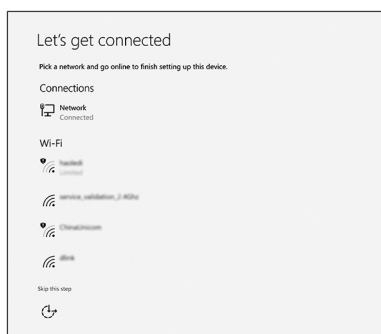 Let's get connected
Pick a network and go online to finish setting up this device.
Connections
Network
Connected
Wi-Fi
Limited
service_validation_2.4Ghz
ChinaUnicom
dlink
Skip this step